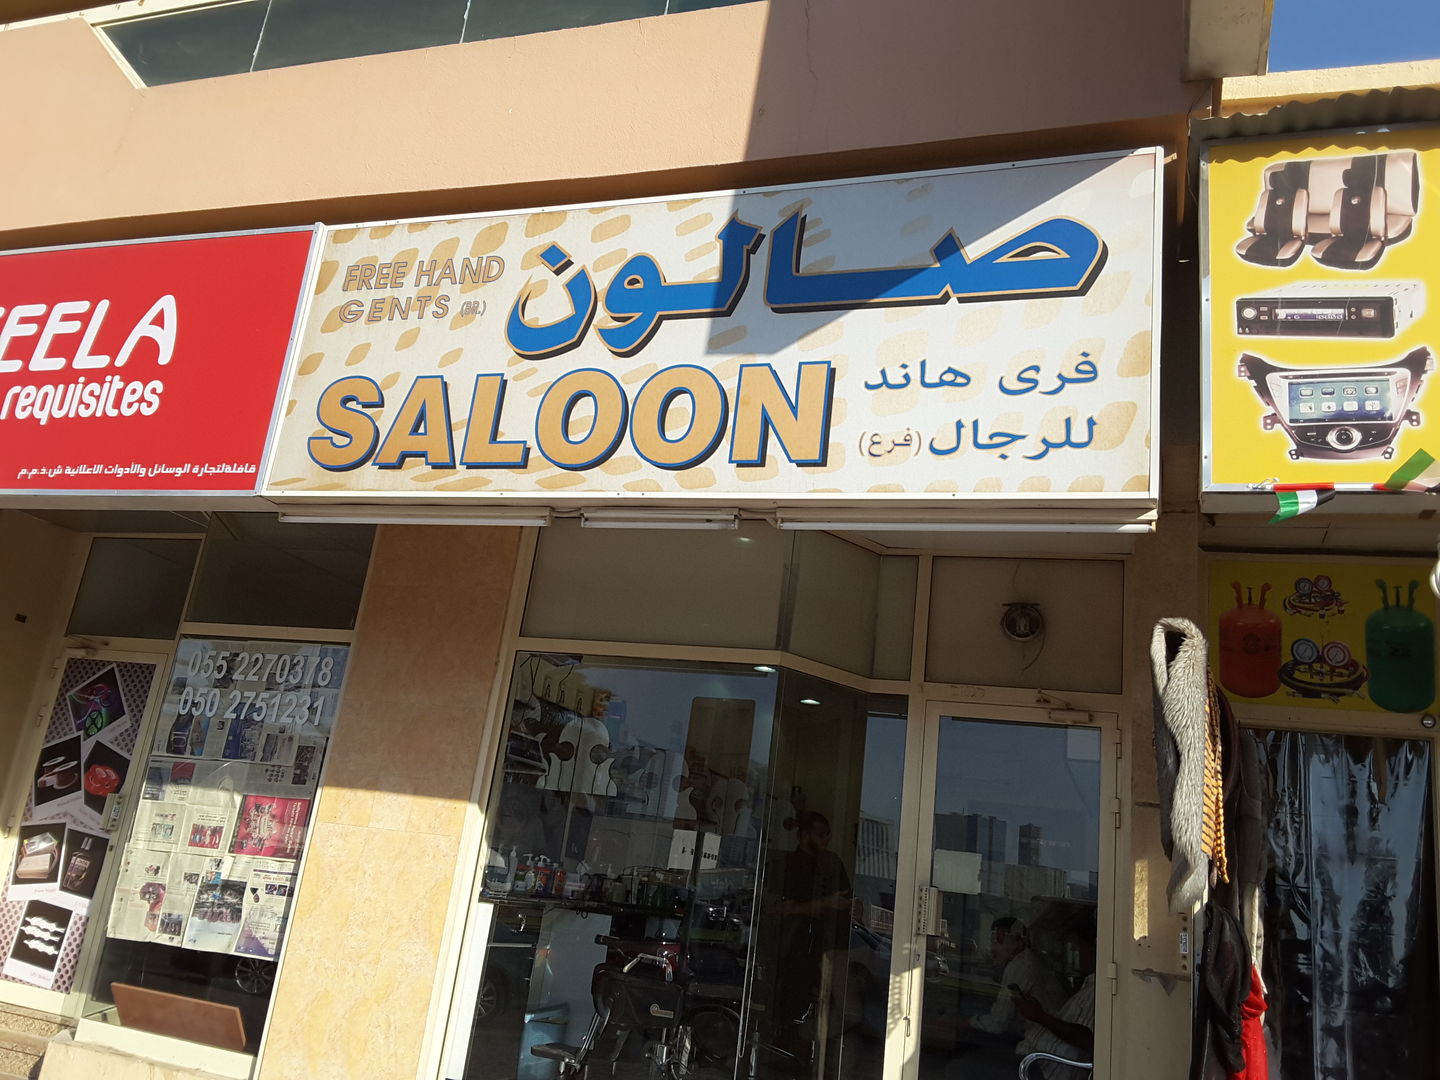 EELA
requisites
قافلة لتجارة الوسائل والأدوات الاعلانية ش.ذ.م.م
FREE HAND
GENTS (BR.)
صالون
SALOON
فرى هاند
للرجال (فرع)
055 2270378
050 2751231